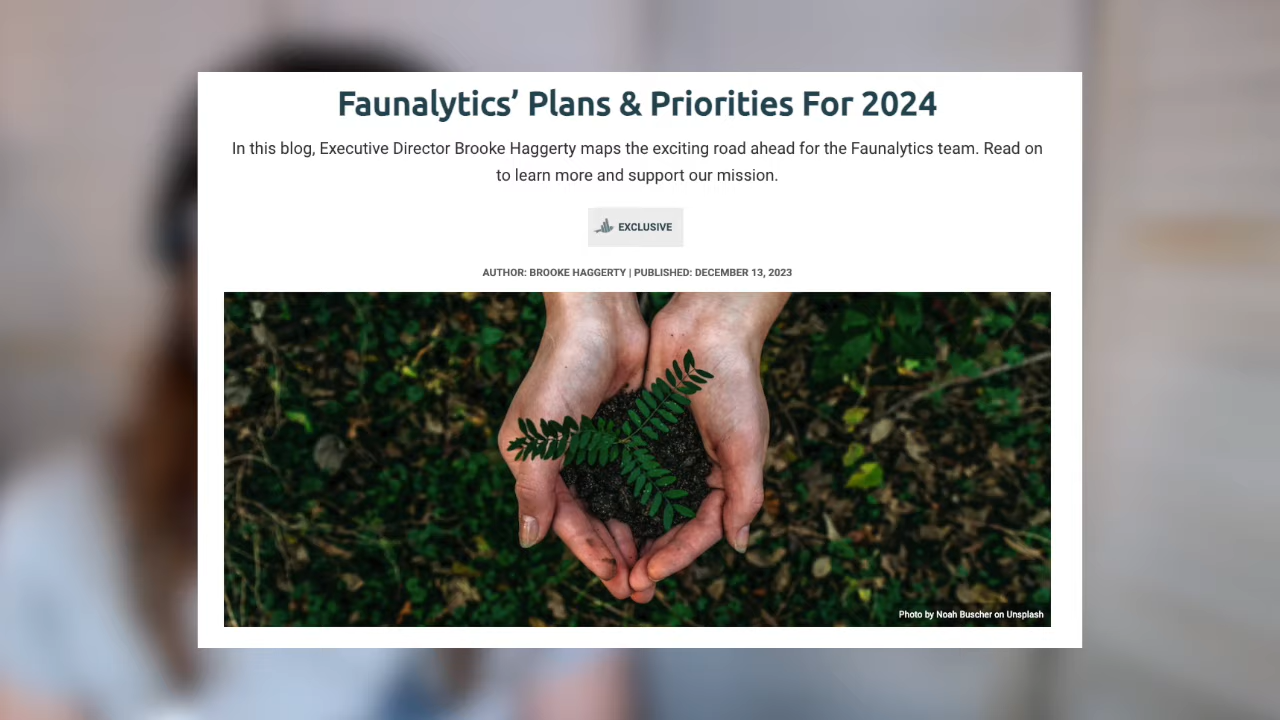 Faunalytics’ Plans & Priorities For 2024
In this blog, Executive Director Brooke Haggerty maps the exciting road ahead for the Faunalytics team. Read on
to learn more and support our mission.
EXCLUSIVE
AUTHOR: BROOKE HAGGERTY | PUBLISHED: DECEMBER 13, 2023
Photo by Noah Buscher on Unsplash